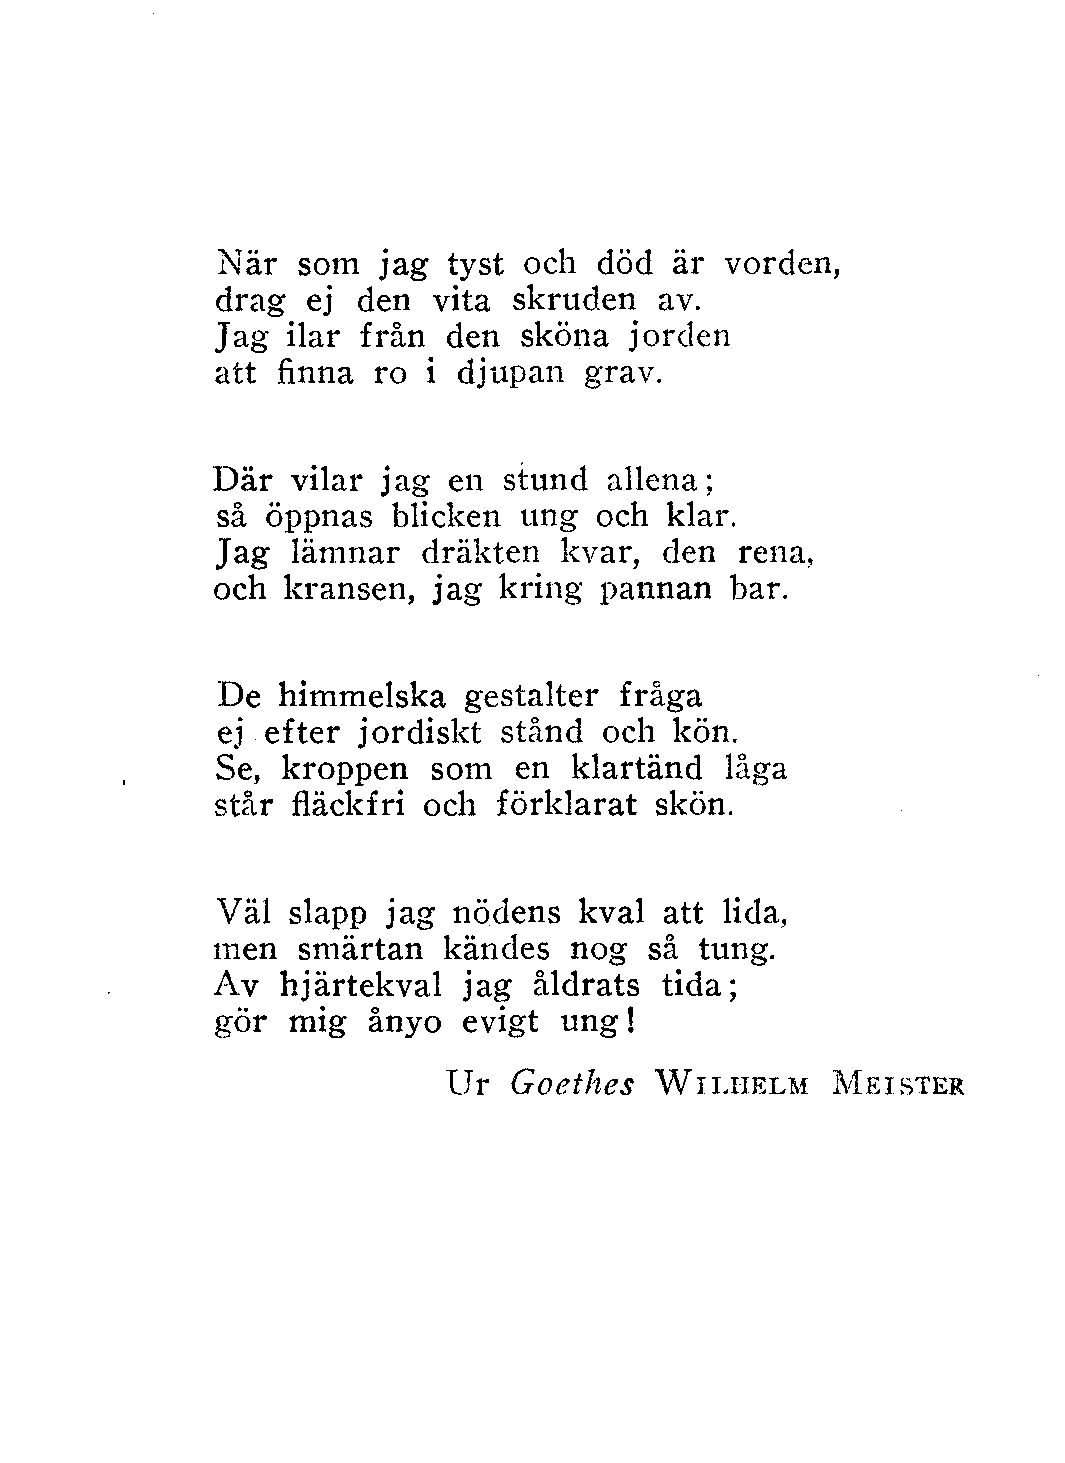 När som jag tyst och död är vorden,
drag ej den vita skruden av.
Jag ilar från den sköna jorden
att finna ro i djupan grav.
Där vilar jag en stund allena;
så öppnas blicken ung och klar.
Jag lämnar dräkten kvar, den rena,
och kransen, jag kring pannan bar.
De himmelska gestalter fråga
ej efter jordiskt stånd och kön.
Se, kroppen som en klartänd låga
står fläckfri och förklarat skön.
Väl slapp jag nödens kval att lida,
men smärtan kändes nog så tung.
Av hjärtekval jag åldrats tida;
gör mig ånyo evigt ung!
Ur Goethes WILHELM MEISTER